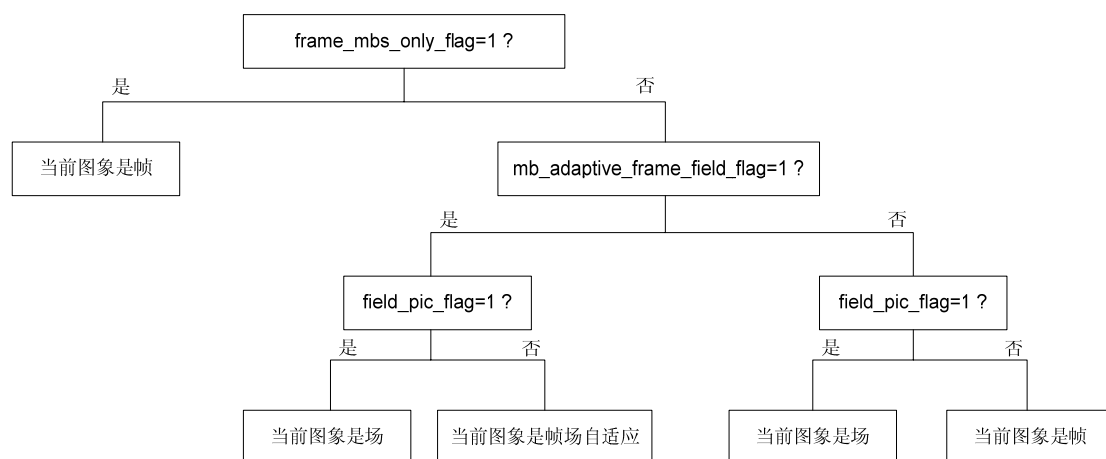 frame_mbs_only_flag=1 ?
是
否
当前图象是帧
mb_adaptive_frame_field_flag=1 ?
是
否
field_pic_flag=1 ?
field_pic_flag=1 ?
是
否
是
否
当前图象是场
当前图象是帧场自适应
当前图象是场
当前图象是帧